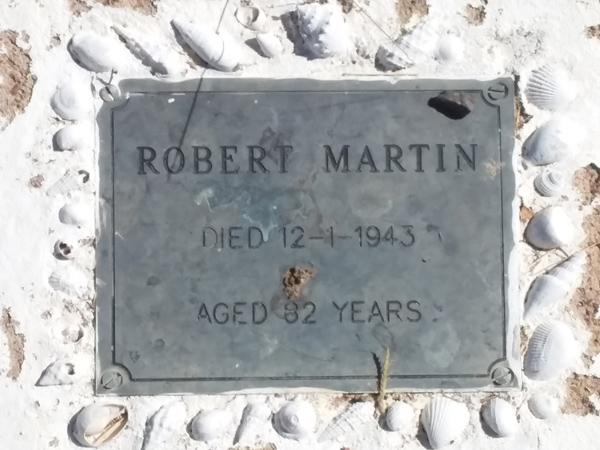 ROBERT MARTIN
DIED 12-1-1943
AGED 82 YEARS